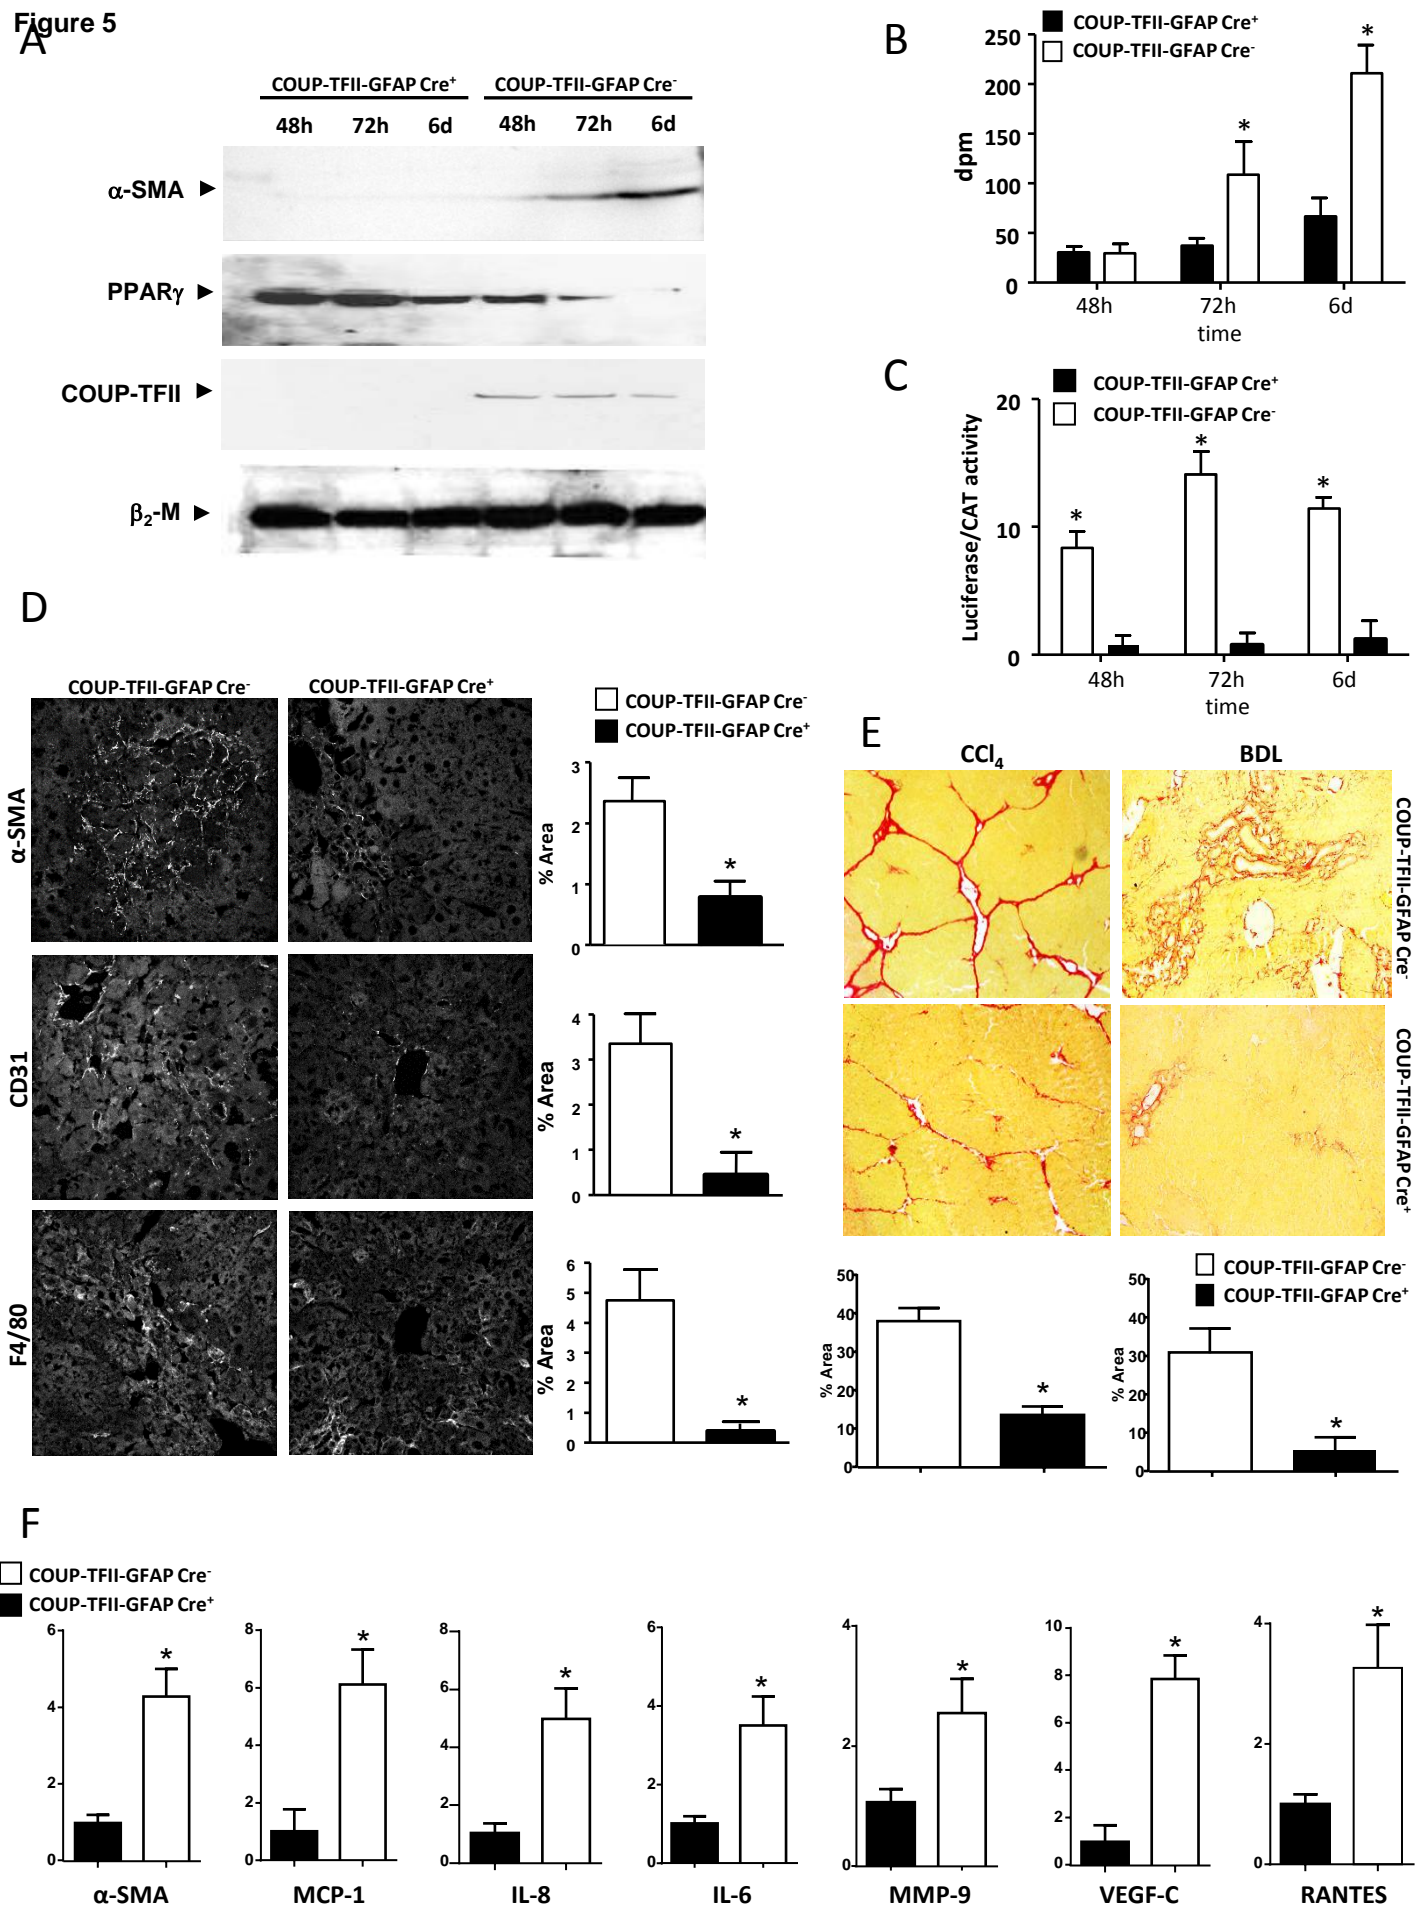 Figure 5
A
COUP-TFII-GFAP Cre⁺ COUP-TFII-GFAP Cre⁻
48h 72h 6d 48h 72h 6d
α-SMA
PPARγ
COUP-TFII
β₂-M
B
COUP-TFII-GFAP Cre⁺
COUP-TFII-GFAP Cre⁻
250
200
150
100
50
0
dpm
* *
48h 72h 6d
time
C
COUP-TFII-GFAP Cre⁺
COUP-TFII-GFAP Cre⁻
20
10
0
Luciferase/CAT activity
* * *
48h 72h 6d
time
D
COUP-TFII-GFAP Cre⁻ COUP-TFII-GFAP Cre⁺
COUP-TFII-GFAP Cre⁻
COUP-TFII-GFAP Cre⁺
α-SMA
% Area
3
2
1
0
*
CD31
% Area
4
3
2
1
0
*
F4/80
% Area
6
5
4
3
2
1
0
*
E
CCl₄ BDL
COUP-TFII-GFAP Cre⁻
COUP-TFII-GFAP Cre⁺
COUP-TFII-GFAP Cre⁻
COUP-TFII-GFAP Cre⁺
% Area
50
40
30
20
10
0
*
% Area
50
40
30
20
10
0
*
F
COUP-TFII-GFAP Cre⁻
COUP-TFII-GFAP Cre⁺
6
4
2
0
*
α-SMA
8
6
4
2
0
*
MCP-1
8
6
4
2
0
*
IL-8
6
4
2
0
*
IL-6
4
2
0
*
MMP-9
10
8
6
4
2
0
*
VEGF-C
4
2
0
*
RANTES